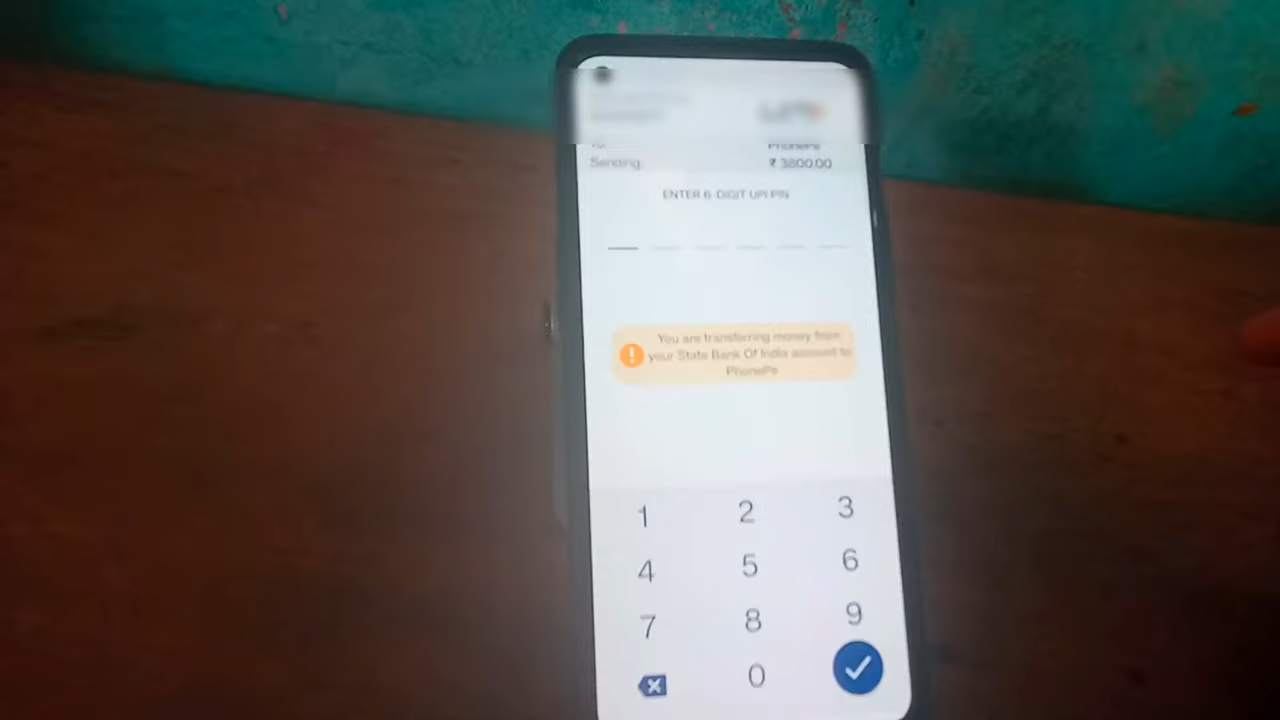 To:
PhonePe
Sending:
₹ 3800.00
ENTER 6-DIGIT UPI PIN
You are transferring money from
your State Bank Of India account to
PhonePe
1 2 3
4 5 6
7 8 9
0